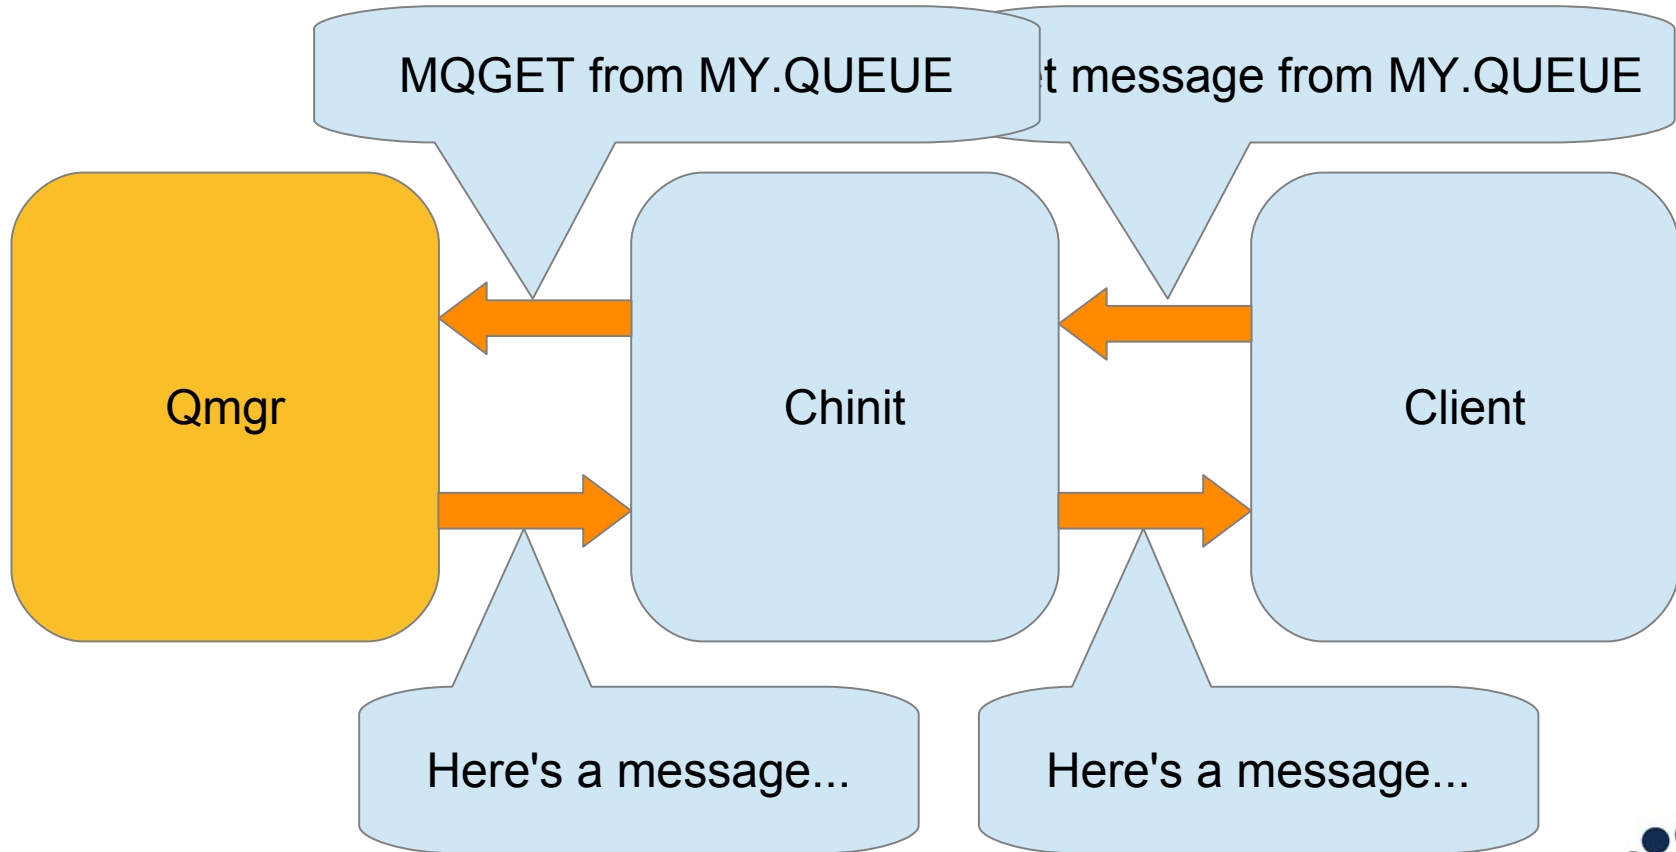 MQGET from MY.QUEUE
t message from MY.QUEUE
Qmgr
Chinit
Client
Here's a message...
Here's a message...